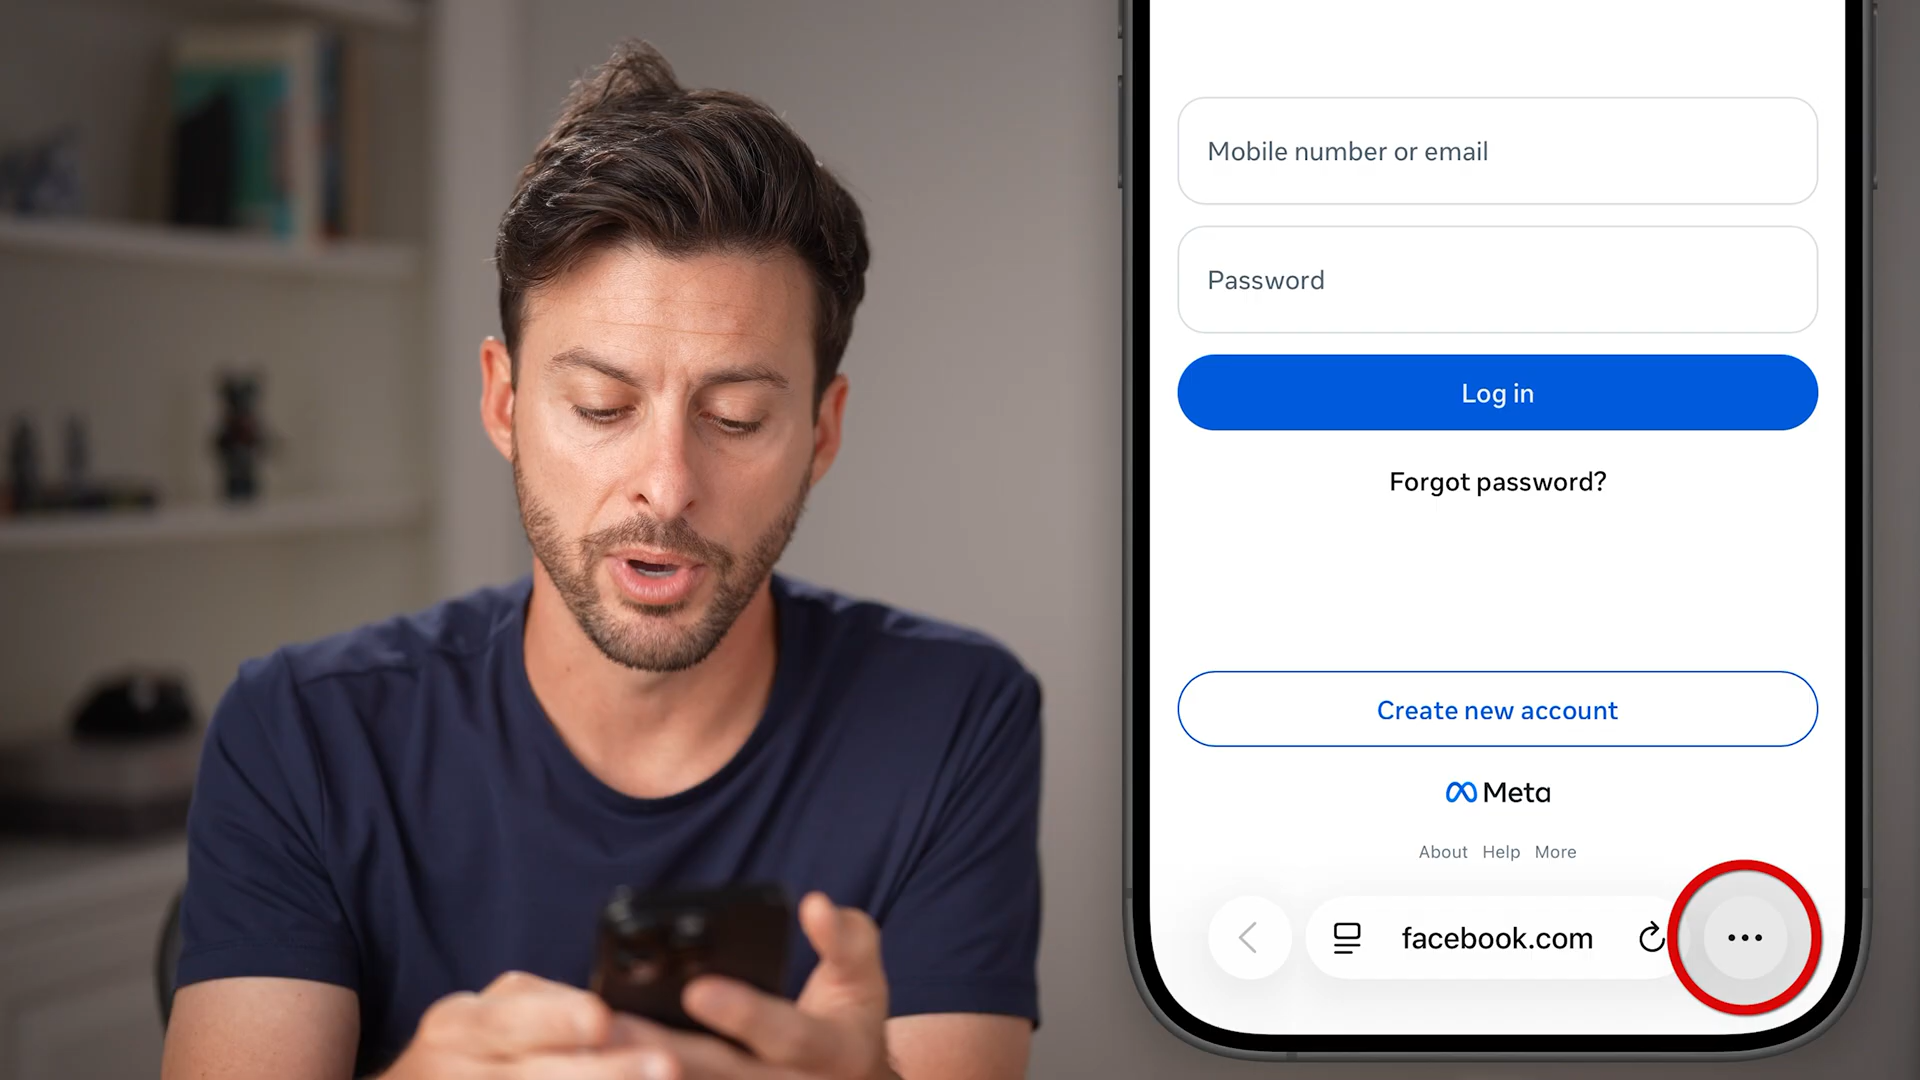 Mobile number or email
Password
Log in
Forgot password?
Create new account
Meta
About Help More
facebook.com